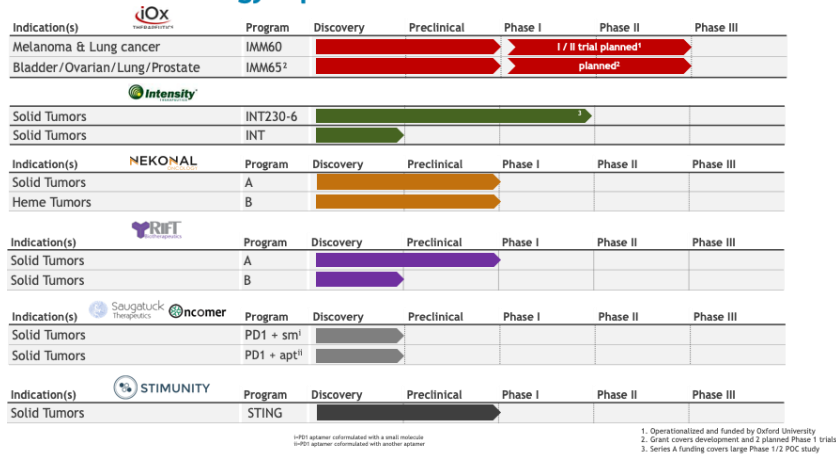 iOx
THERAPEUTICS
Indication(s) Program Discovery Preclinical Phase I Phase II Phase III
Melanoma & Lung cancer IMM60 I / II trial planned¹
Bladder/Ovarian/Lung/Prostate IMM65² planned²
Intensity
Solid Tumors INT230-6 3
Solid Tumors INT
Indication(s) NEKONAL Program Discovery Preclinical Phase I Phase II Phase III
ONCOLOGY
Solid Tumors A
Heme Tumors B
RIFT
Biotherapeutics
Indication(s) Program Discovery Preclinical Phase I Phase II Phase III
Solid Tumors A
Solid Tumors B
Saugatuck
Therapeutics
Oncomer
Indication(s) Program Discovery Preclinical Phase I Phase II Phase III
Solid Tumors PD1 + smⁱ
Solid Tumors PD1 + aptⁱⁱ
STIMUNITY
Indication(s) Program Discovery Preclinical Phase I Phase II Phase III
Solid Tumors STING
i=PD1 aptamer coformulated with a small molecule
ii=PD1 aptamer coformulated with another aptamer
1. Operationalized and funded by Oxford University
2. Grant covers development and 2 planned Phase 1 trials
3. Series A funding covers large Phase 1/2 POC study